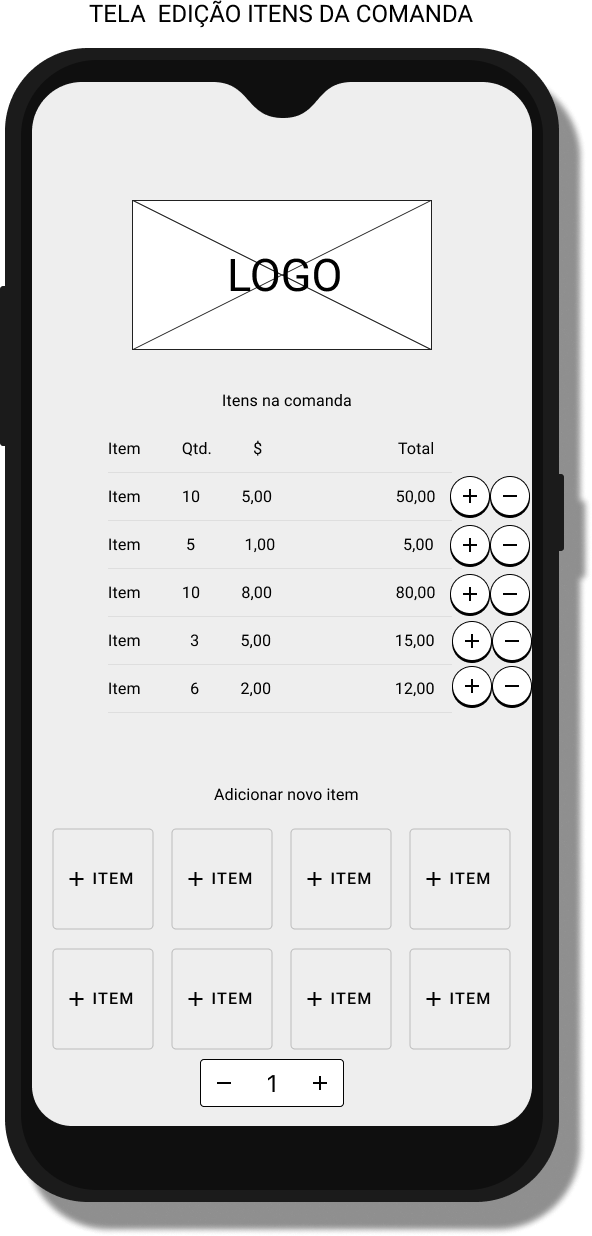 TELA EDIÇÃO ITENS DA COMANDA
LOGO
Itens na comanda
Item Qtd. $ Total
Item 10 5,00 50,00 + −
Item 5 1,00 5,00 + −
Item 10 8,00 80,00 + −
Item 3 5,00 15,00 + −
Item 6 2,00 12,00 + −
Adicionar novo item
+ ITEM + ITEM + ITEM + ITEM
+ ITEM + ITEM + ITEM + ITEM
− 1 +